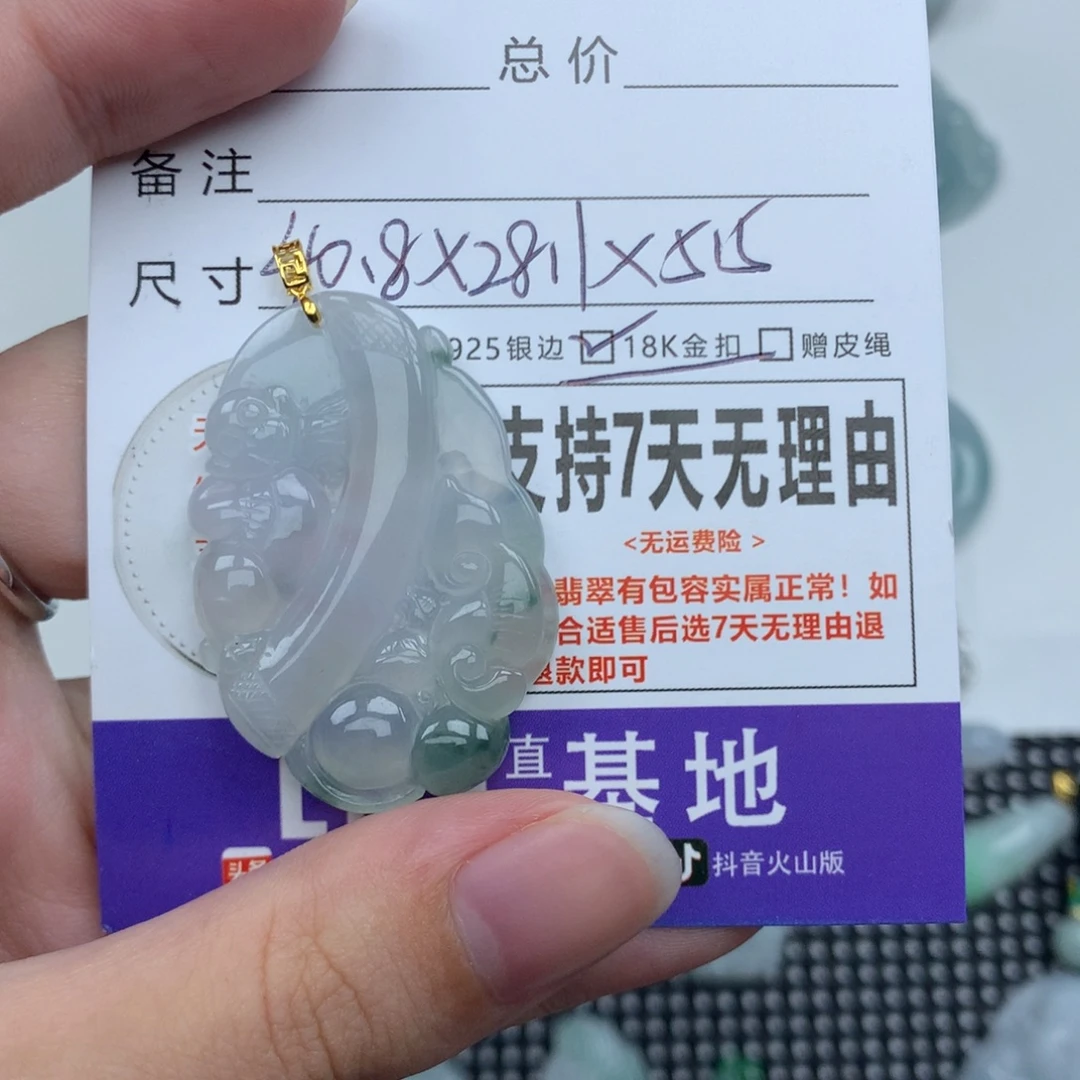 总价
备注
尺寸 40.8X28.1X5.5
925银边 18K金扣 赠皮绳
支持7天无理由
<无运费险 >
翡翠有包容实属正常！如
合适售后选7天无理由退
退款即可
直 基地
抖音火山版